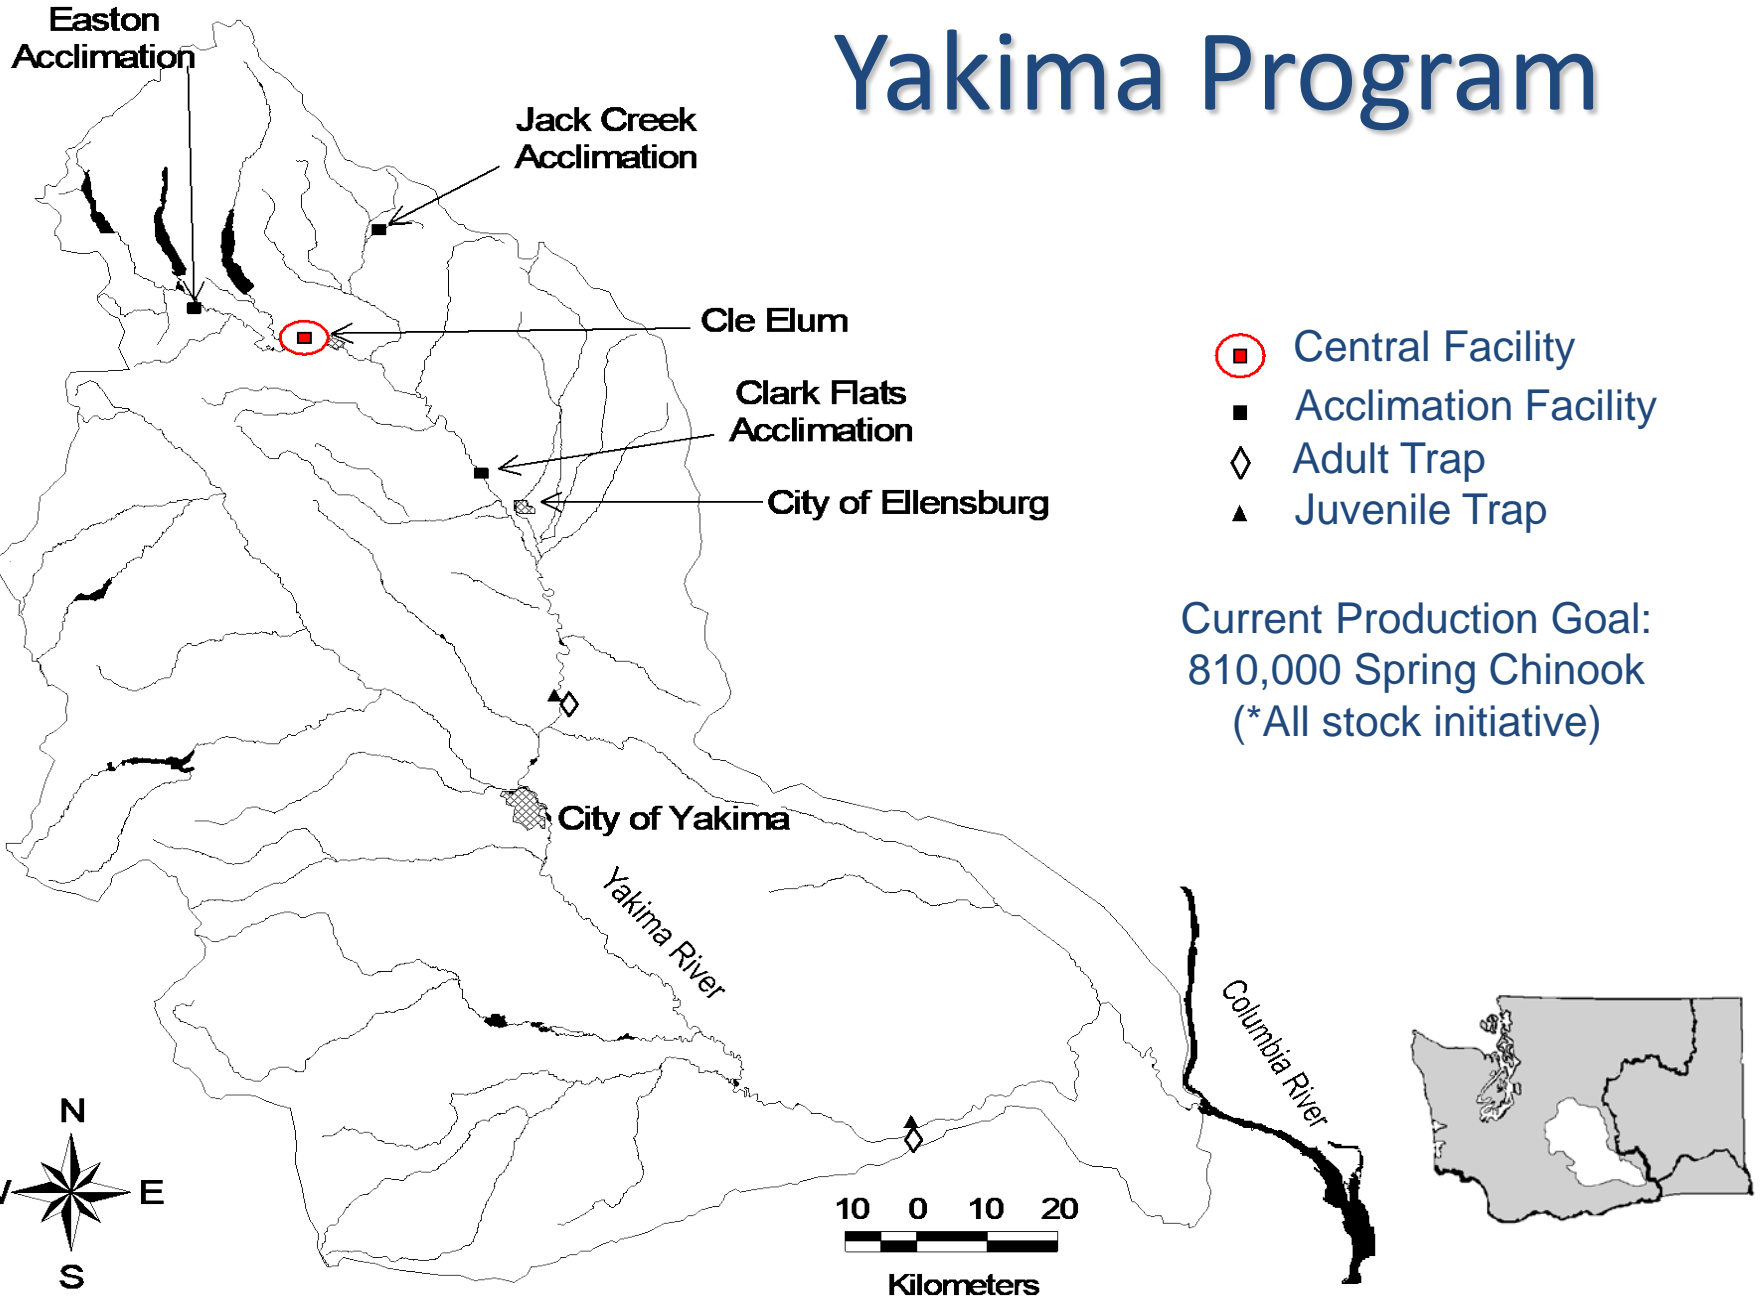 Easton
Acclimation
Yakima Program
Jack Creek
Acclimation
Cle Elum
Clark Flats
Acclimation
City of Ellensburg
Central Facility
Acclimation Facility
Adult Trap
Juvenile Trap
Current Production Goal:
810,000 Spring Chinook
(*All stock initiative)
City of Yakima
Yakima River
Columbia River
N
W E
S
10 0 10 20
Kilometers